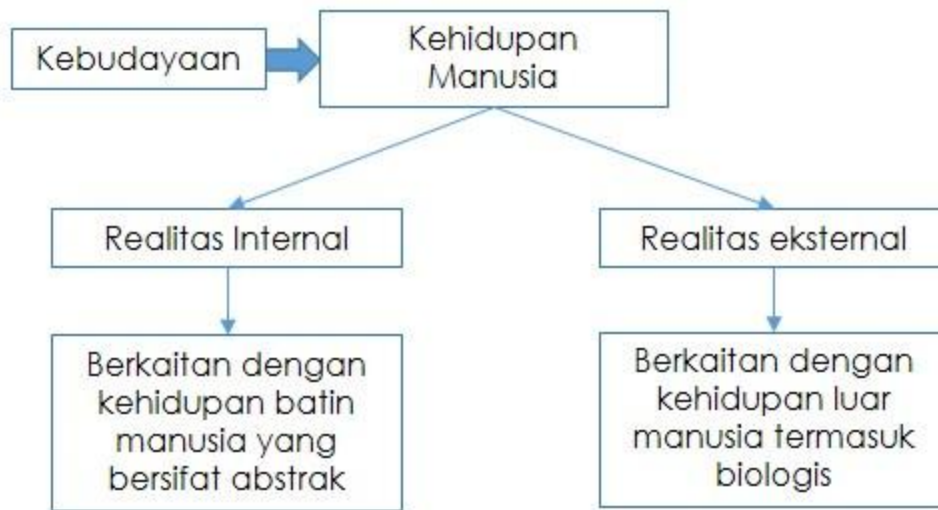 Kebudayaan
Kehidupan
Manusia
Realitas Internal
Realitas eksternal
Berkaitan dengan
kehidupan batin
manusia yang
bersifat abstrak
Berkaitan dengan
kehidupan luar
manusia termasuk
biologis